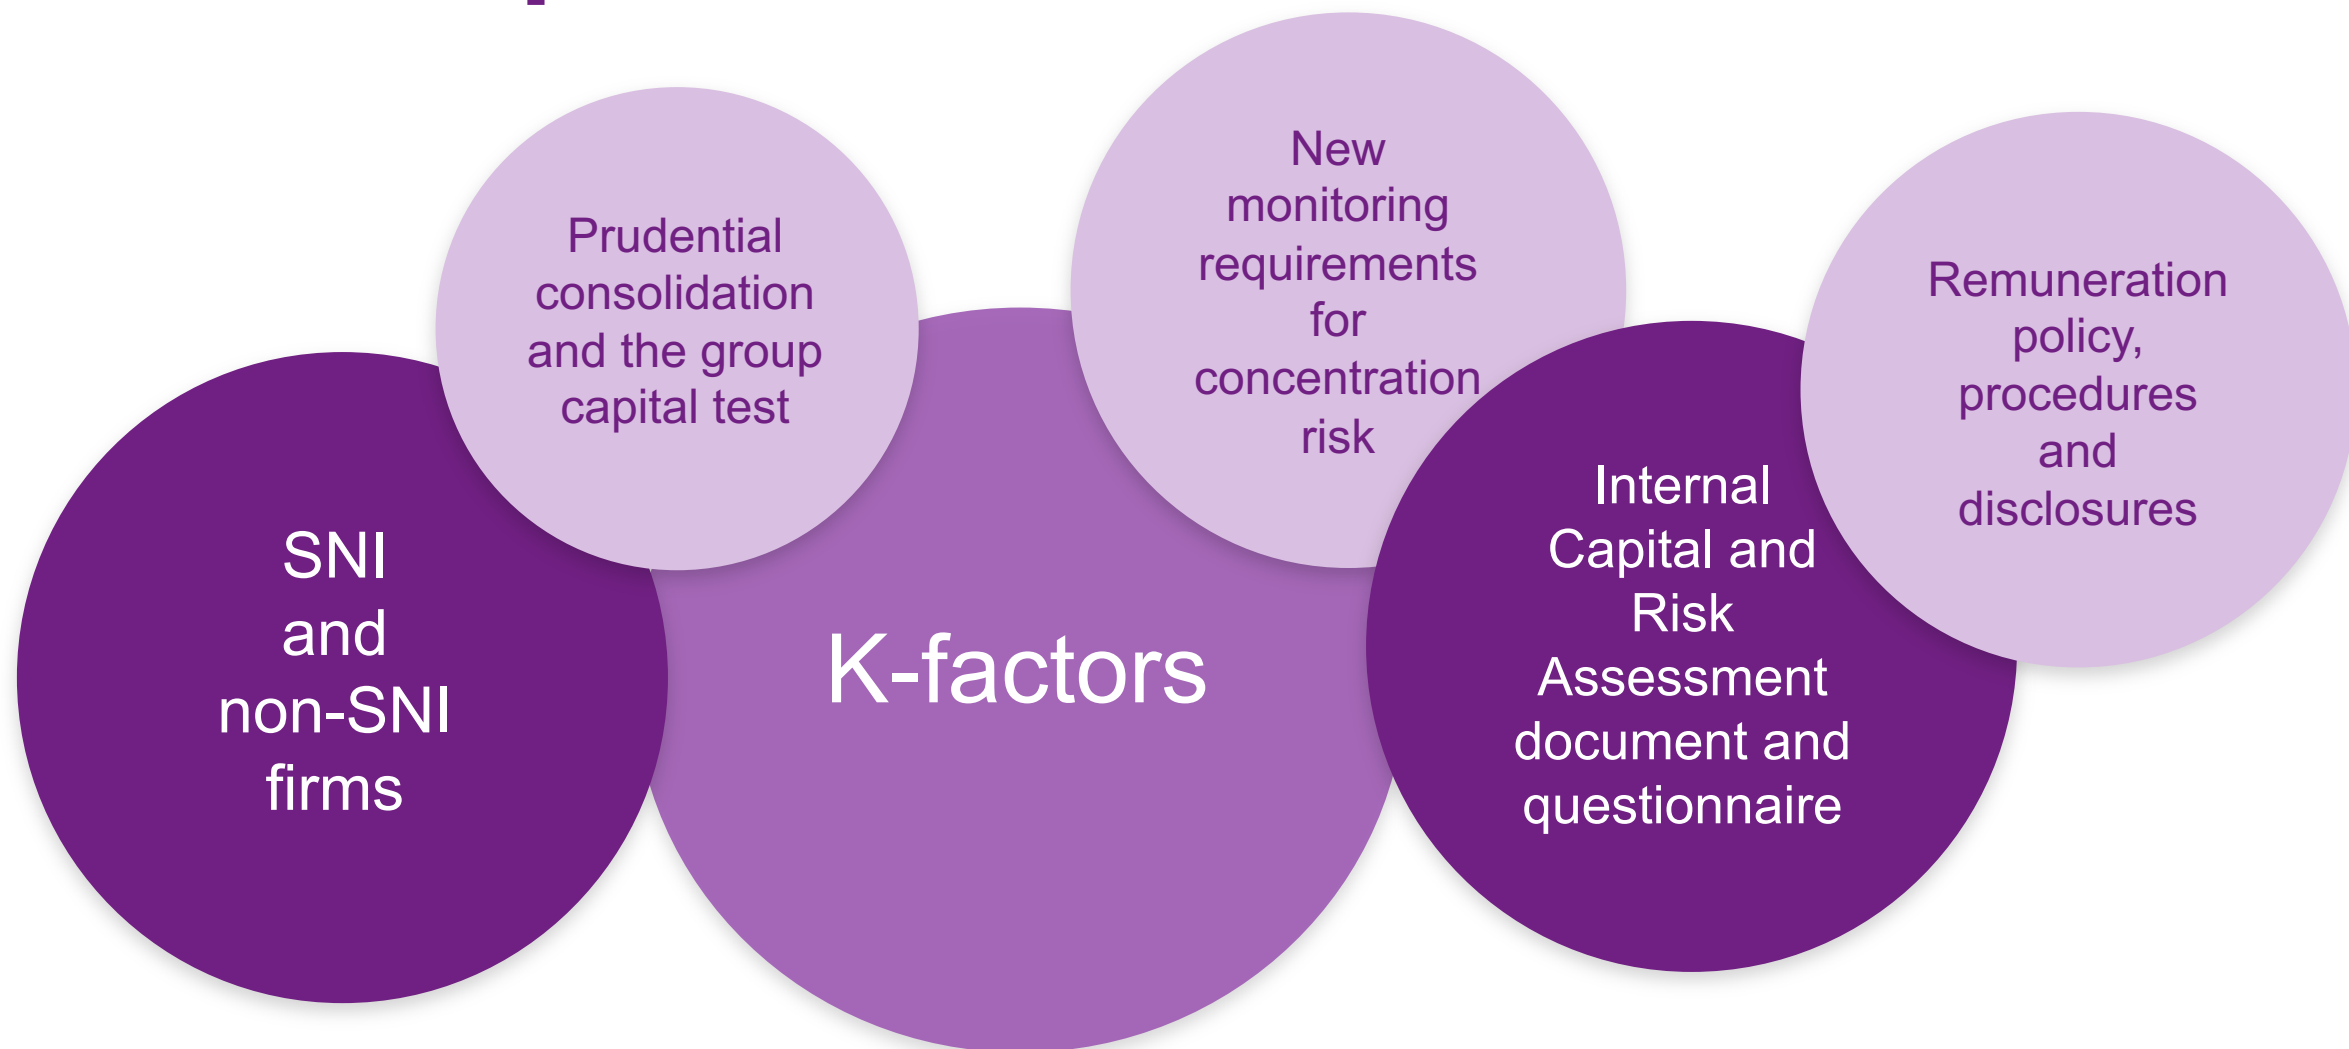 SNI
and
non-SNI
firms
Prudential
consolidation
and the group
capital test
K-factors
New
monitoring
requirements
for
concentration
risk
Internal
Capital and
Risk
Assessment
document and
questionnaire
Remuneration
policy,
procedures
and
disclosures